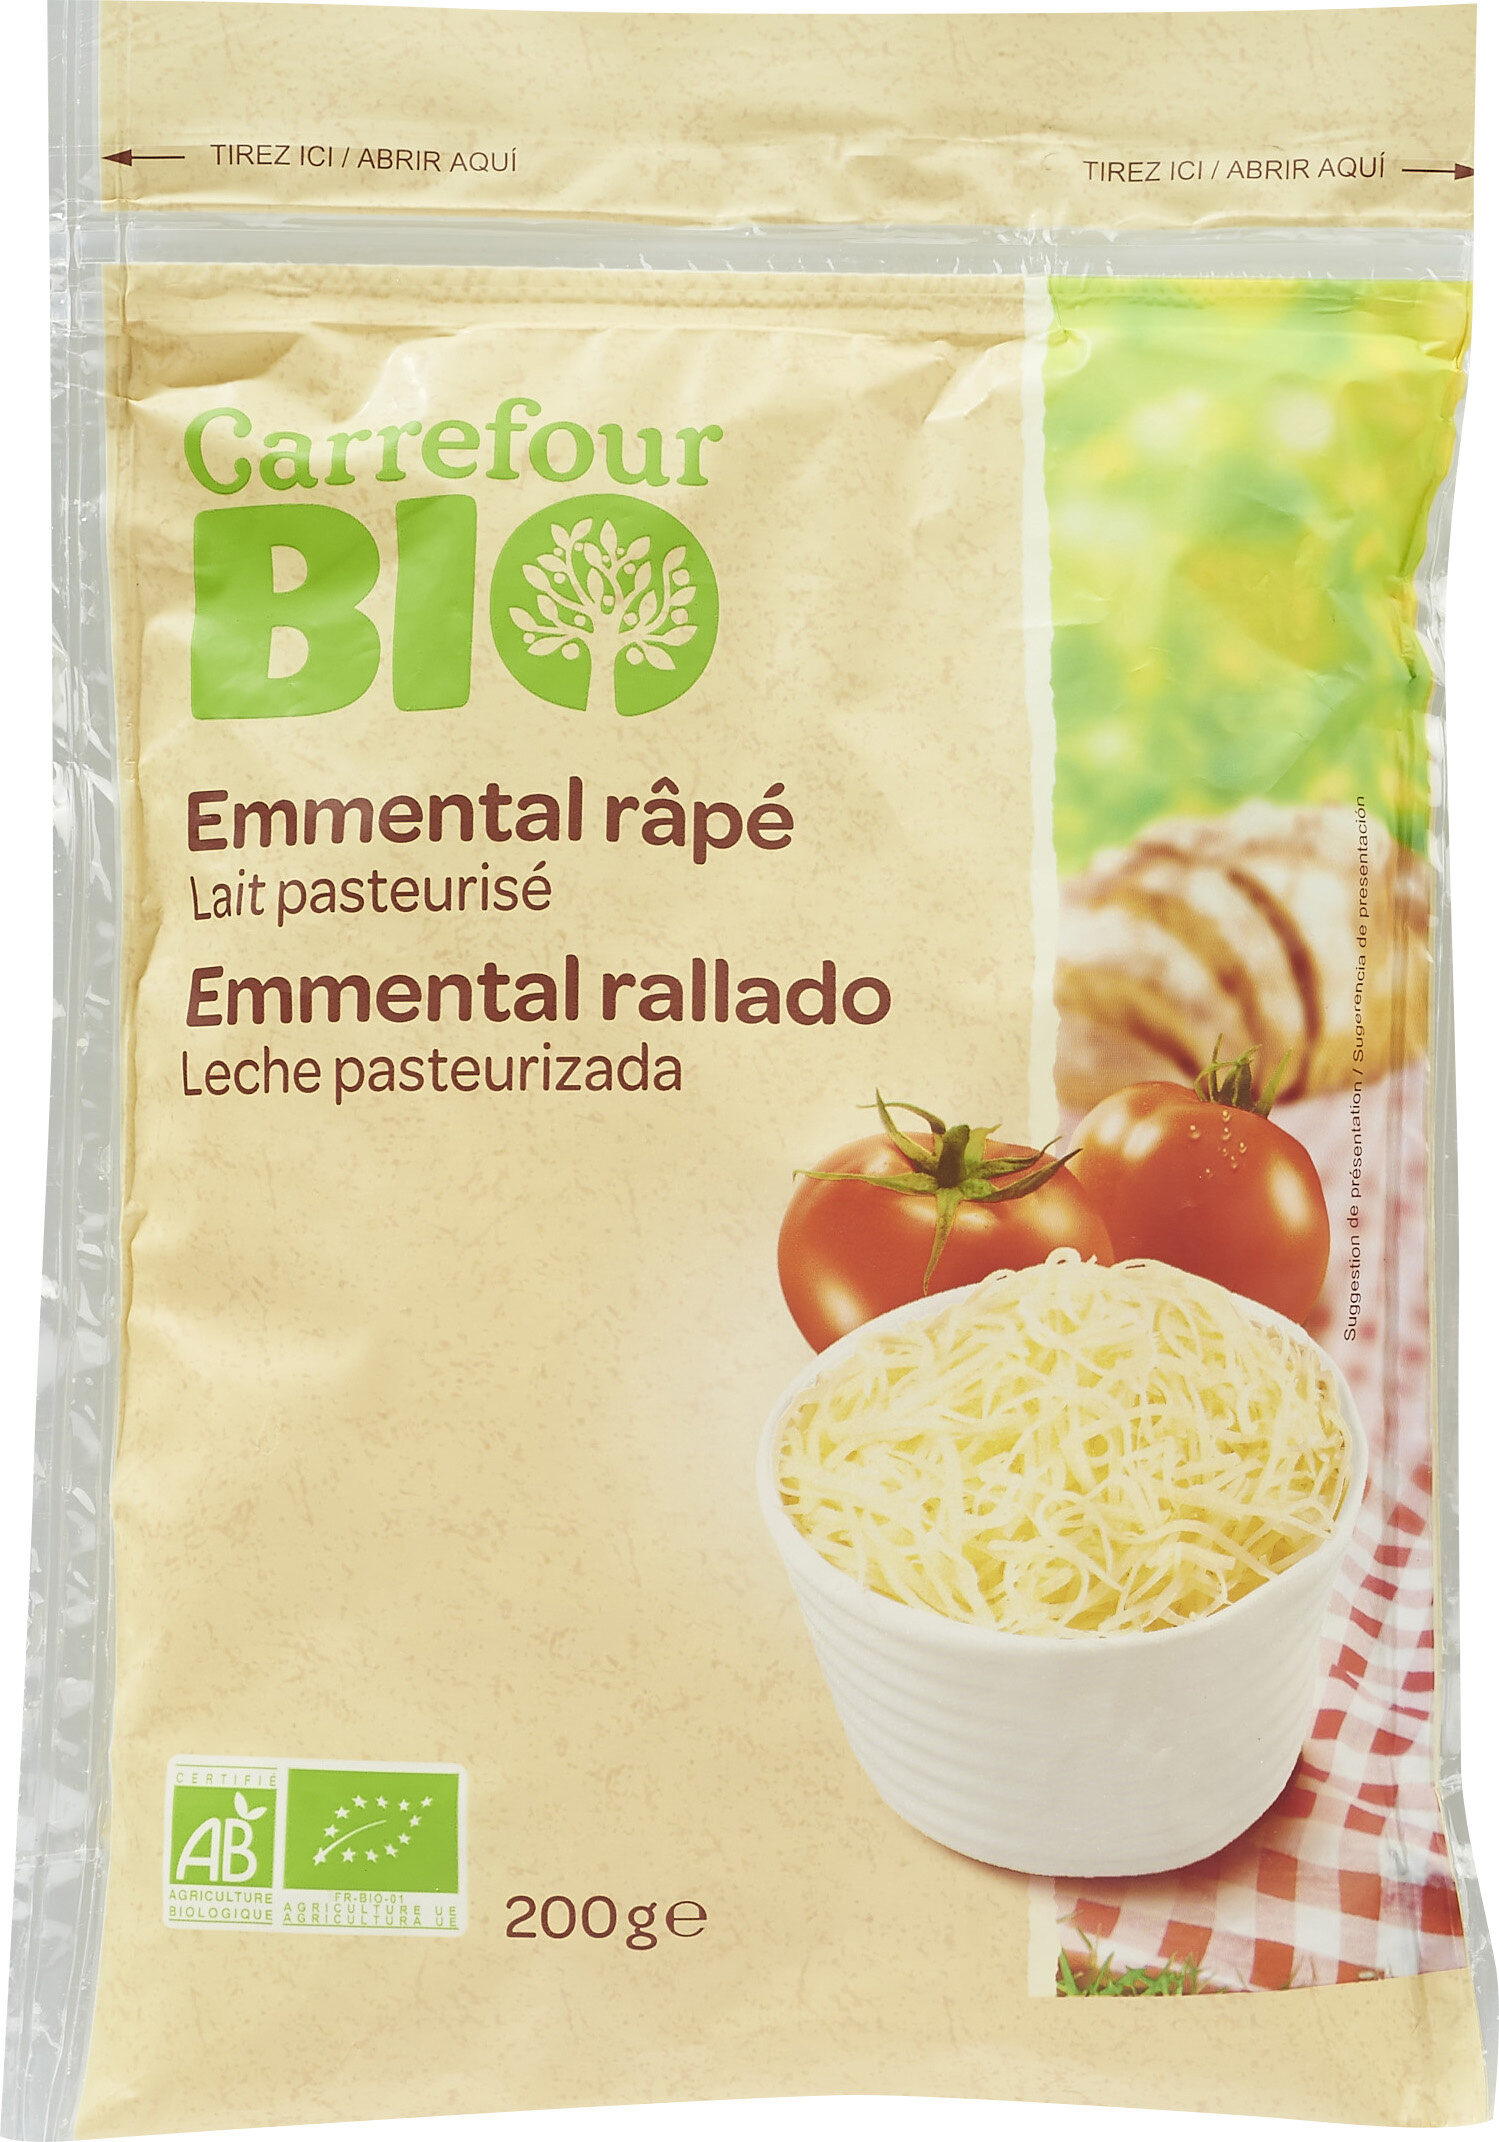 TIREZ ICI / ABRIR AQUÍ
TIREZ ICI / ABRIR AQUÍ
Carrefour
BIO
Emmental râpé
Lait pasteurisé
Emmental rallado
Leche pasteurizada
Suggestion de présentation / Sugerencia de presentación
CERTIFIÉ
AB
AGRICULTURE
BIOLOGIQUE
FR-BIO-01
AGRICULTURE UE
AGRICULTURA UE
200ge